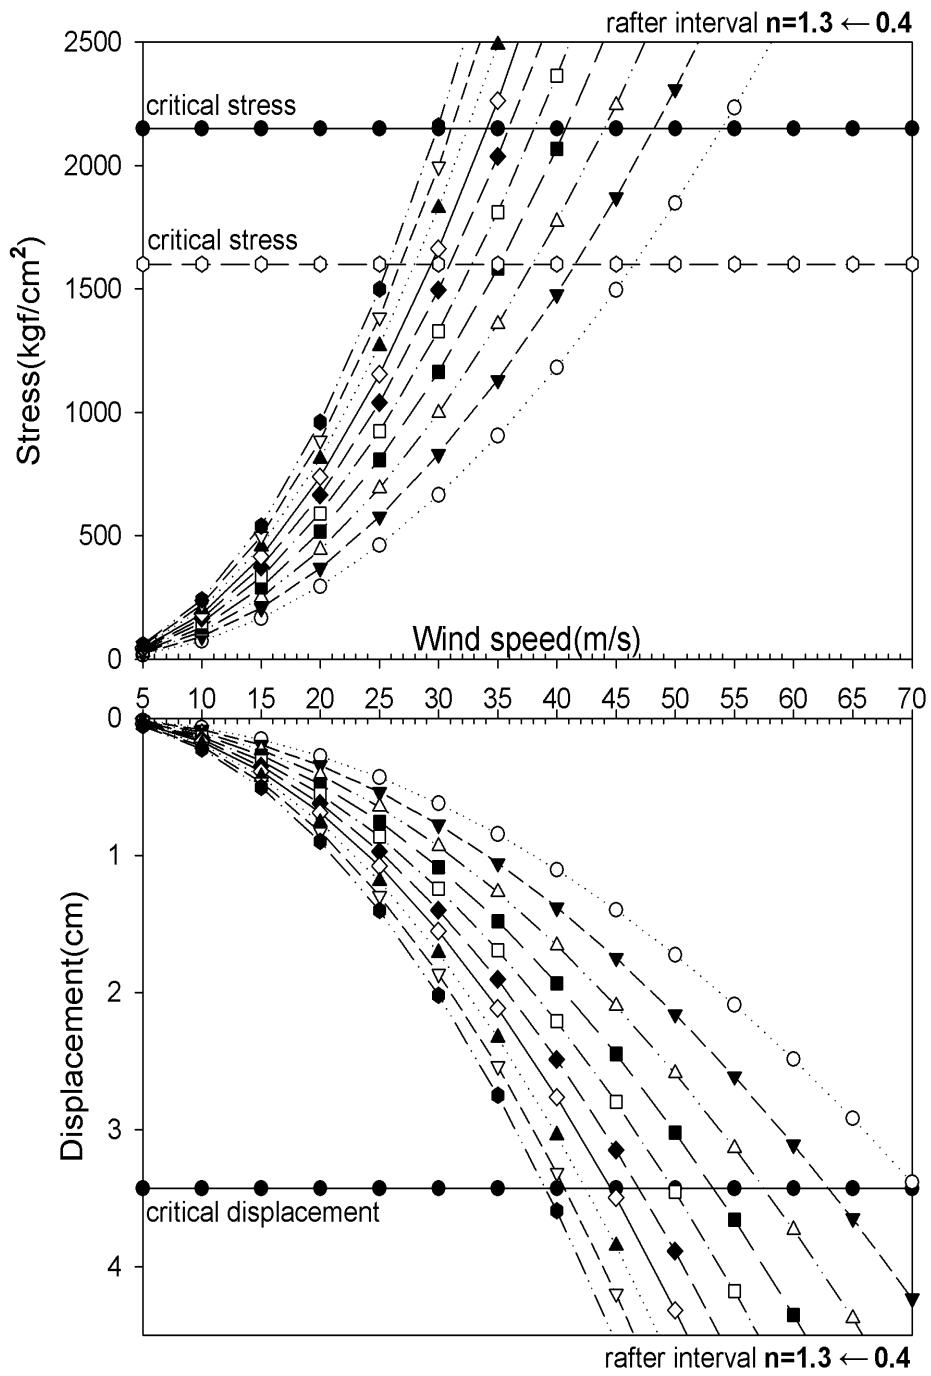 rafter interval n=1.3 ← 0.4
2500
critical stress
2000
critical stress
1500
Stress(kgf/cm²)
1000
500
Wind speed(m/s)
0
5 10 15 20 25 30 35 40 45 50 55 60 65 70
0
1
Displacement(cm)
2
3
critical displacement
4
rafter interval n=1.3 ← 0.4